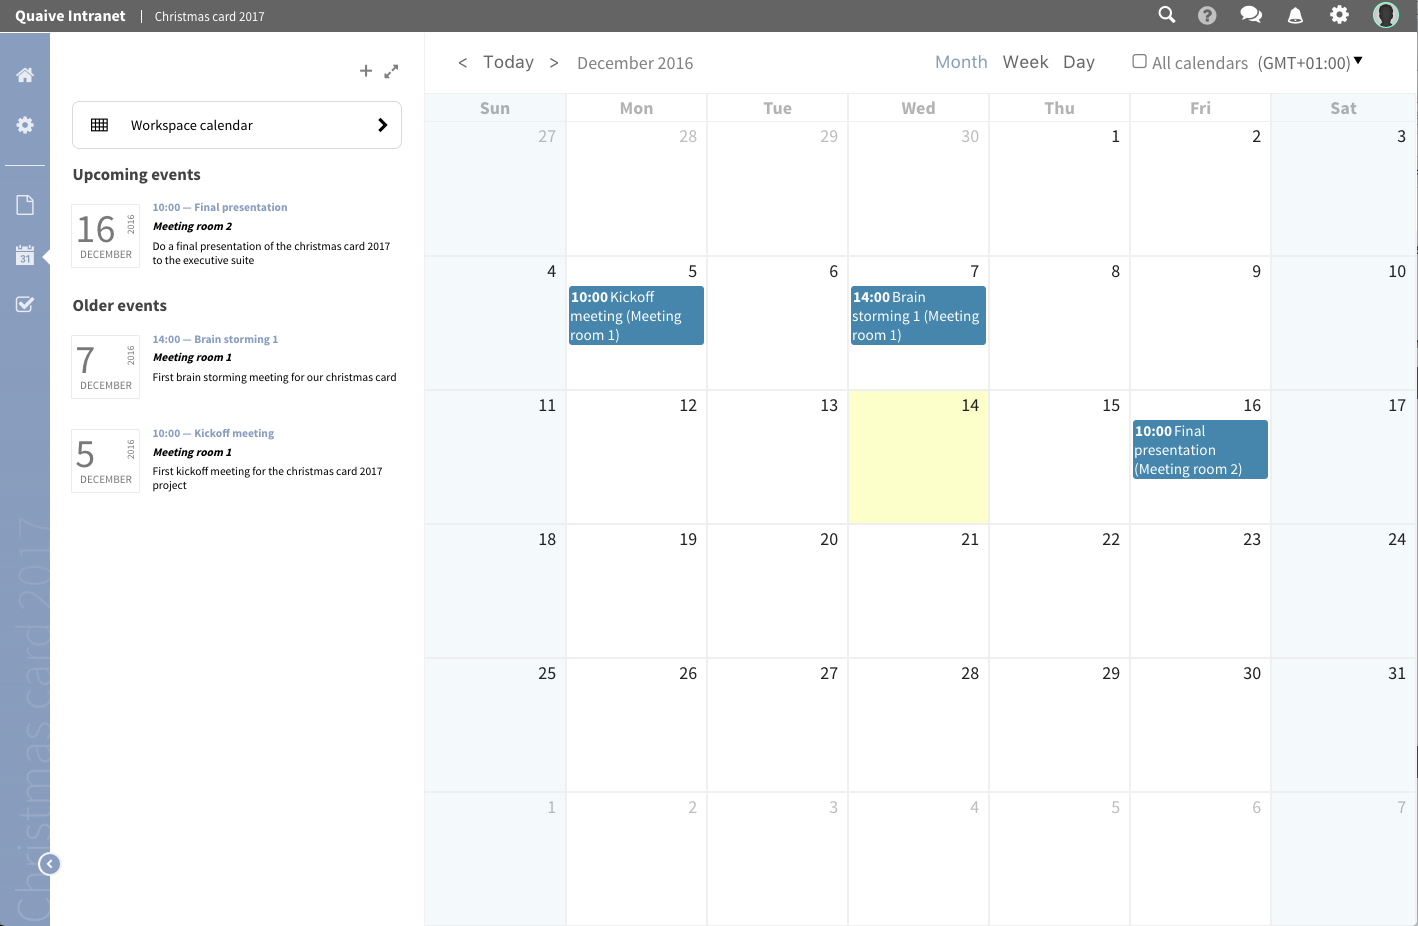 Quaive Intranet | Christmas card 2017
< Today > December 2016
Month Week Day
All calendars (GMT+01:00)
Workspace calendar
Upcoming events
16 2016
DECEMBER
10:00 — Final presentation
Meeting room 2
Do a final presentation of the christmas card 2017
to the executive suite
Older events
7 2016
DECEMBER
14:00 — Brain storming 1
Meeting room 1
First brain storming meeting for our christmas card
5 2016
DECEMBER
10:00 — Kickoff meeting
Meeting room 1
First kickoff meeting for the christmas card 2017
project
31
Christmas card 2017
Sun Mon Tue Wed Thu Fri Sat
27 28 29 30 1 2 3
4 5 6 7 8 9 10
10:00 Kickoff
meeting (Meeting
room 1)
14:00 Brain
storming 1 (Meeting
room 1)
11 12 13 14 15 16 17
10:00 Final
presentation
(Meeting room 2)
18 19 20 21 22 23 24
25 26 27 28 29 30 31
1 2 3 4 5 6 7